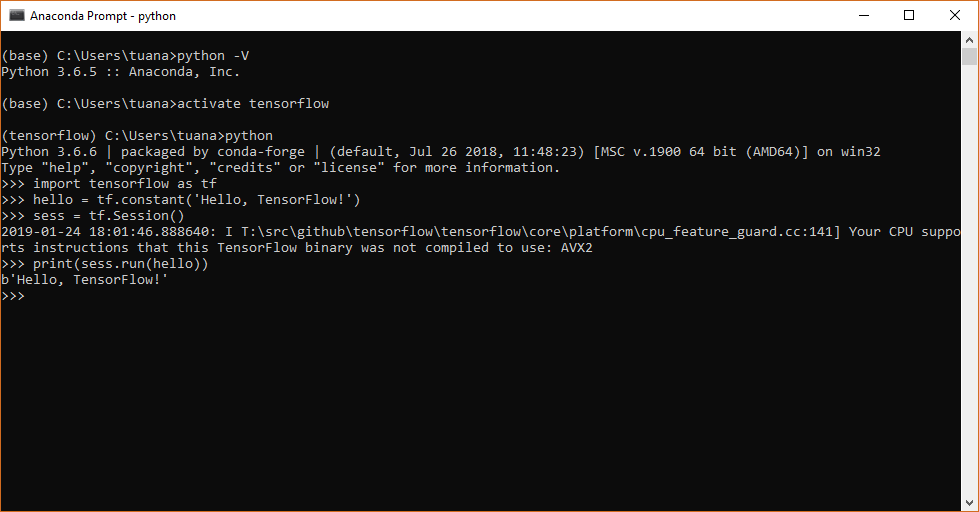 Anaconda Prompt - python
(base) C:\Users\tuana>python -V
Python 3.6.5 :: Anaconda, Inc.
(base) C:\Users\tuana>activate tensorflow
(tensorflow) C:\Users\tuana>python
Python 3.6.6 | packaged by conda-forge | (default, Jul 26 2018, 11:48:23) [MSC v.1900 64 bit (AMD64)] on win32
Type "help", "copyright", "credits" or "license" for more information.
>>> import tensorflow as tf
>>> hello = tf.constant('Hello, TensorFlow!')
>>> sess = tf.Session()
2019-01-24 18:01:46.888640: I T:\src\github\tensorflow\tensorflow\core\platform\cpu_feature_guard.cc:141] Your CPU suppo
rts instructions that this TensorFlow binary was not compiled to use: AVX2
>>> print(sess.run(hello))
b'Hello, TensorFlow!'
>>>